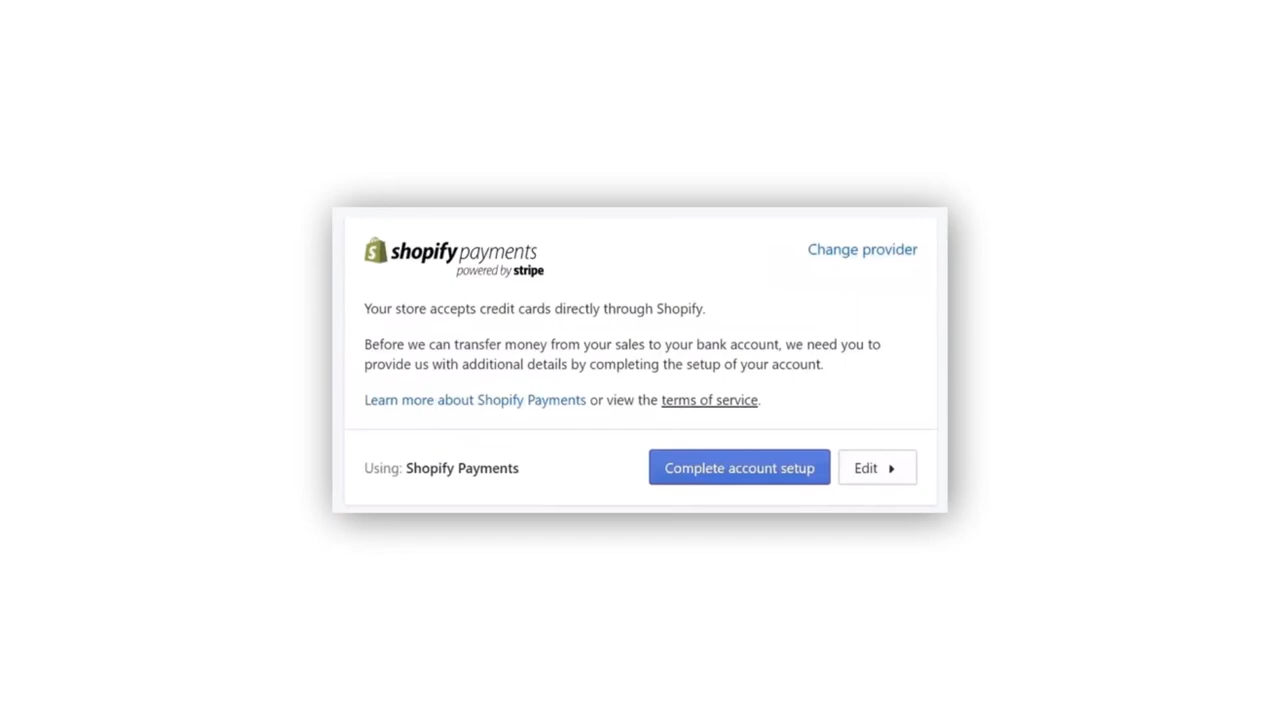 shopify payments
powered by stripe
Change provider
Your store accepts credit cards directly through Shopify.
Before we can transfer money from your sales to your bank account, we need you to
provide us with additional details by completing the setup of your account.
Learn more about Shopify Payments or view the terms of service.
Using: Shopify Payments
Complete account setup
Edit